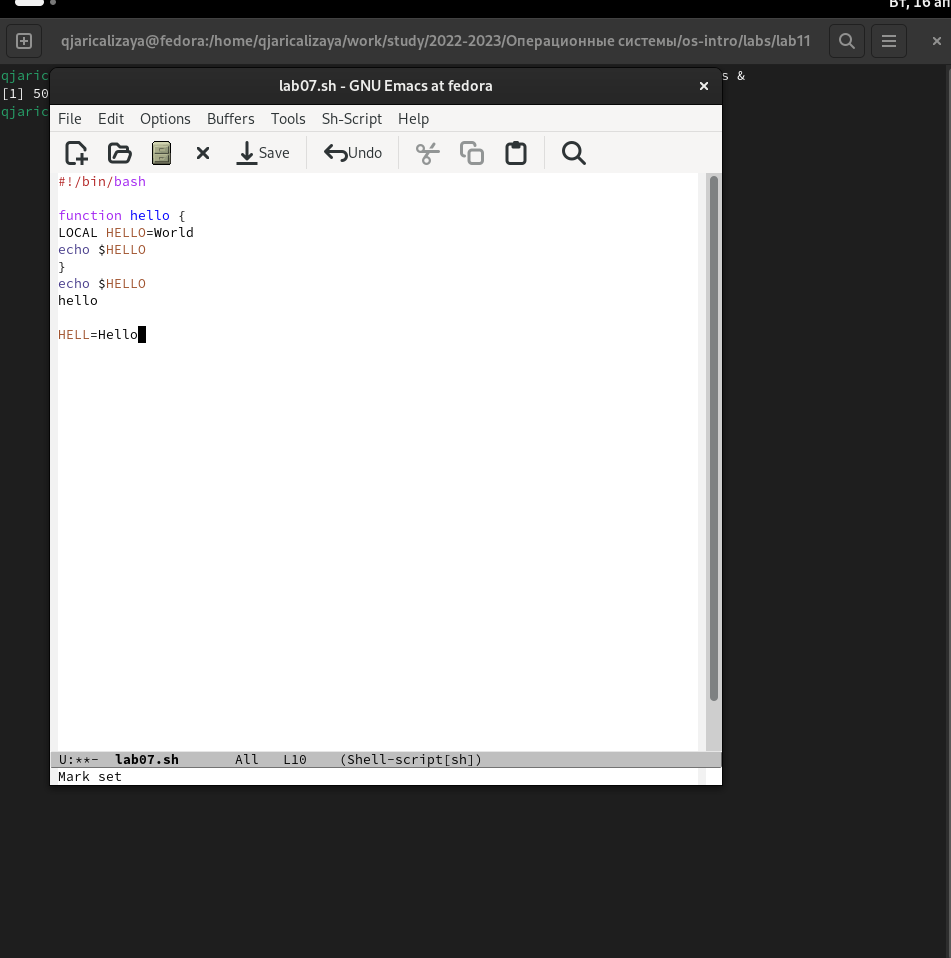 Вт, 16 ап
qjaricalizaya@fedora:/home/qjaricalizaya/work/study/2022-2023/Операционные системы/os-intro/labs/lab11
qjaric
s &
[1] 50
qjaric
lab07.sh - GNU Emacs at fedora
File Edit Options Buffers Tools Sh-Script Help
Save Undo
#!/bin/bash
function hello {
LOCAL HELLO=World
echo $HELLO
}
echo $HELLO
hello
HELL=Hello
U:**- lab07.sh All L10 (Shell-script[sh])
Mark set